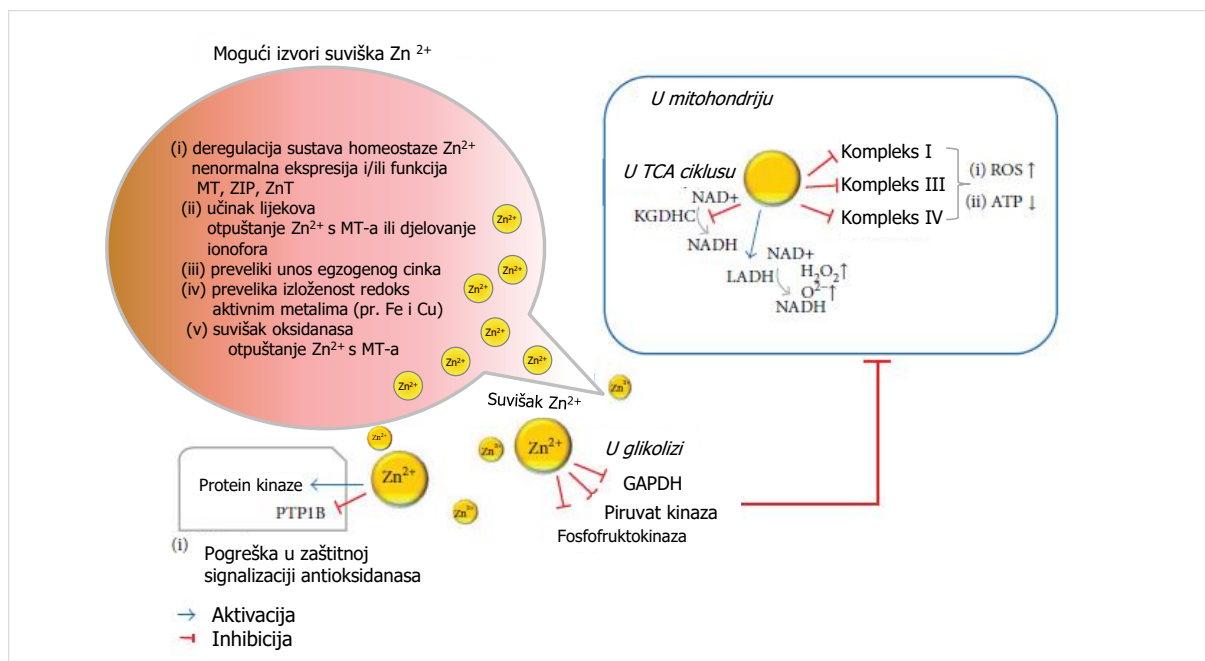 Mogući izvori suviška Zn 2+
(i) deregulacija sustava homeostaze Zn2+
nenormalna ekspresija i/ili funkcija
MT, ZIP, ZnT
(ii) učinak lijekova
otpuštanje Zn2+ s MT-a ili djelovanje
ionofora
(iii) preveliki unos egzogenog cinka
(iv) prevelika izloženost redoks
aktivnim metalima (pr. Fe i Cu)
(v) suvišak oksidanasa
otpuštanje Zn2+ s MT-a
Zn2+
Zn2+
Zn2+
Zn2+
Zn2+
Zn2+
Zn2+
Zn2+
Suvišak Zn2+
Zn2+
Zn2+
Zn2+
Zn2+
Zn2+
U mitohondriju
U TCA ciklusu
NAD+
KGDHC
NADH
Kompleks I
Kompleks III
Kompleks IV
(i) ROS ↑
(ii) ATP ↓
NAD+
LADH
H2O2↑
O2−↑
NADH
U glikolizi
GAPDH
Piruvat kinaza
Fosfofruktokinaza
Protein kinaze
PTP1B
(i) Pogreška u zaštitnoj
signalizaciji antioksidanasa
Aktivacija
Inhibicija